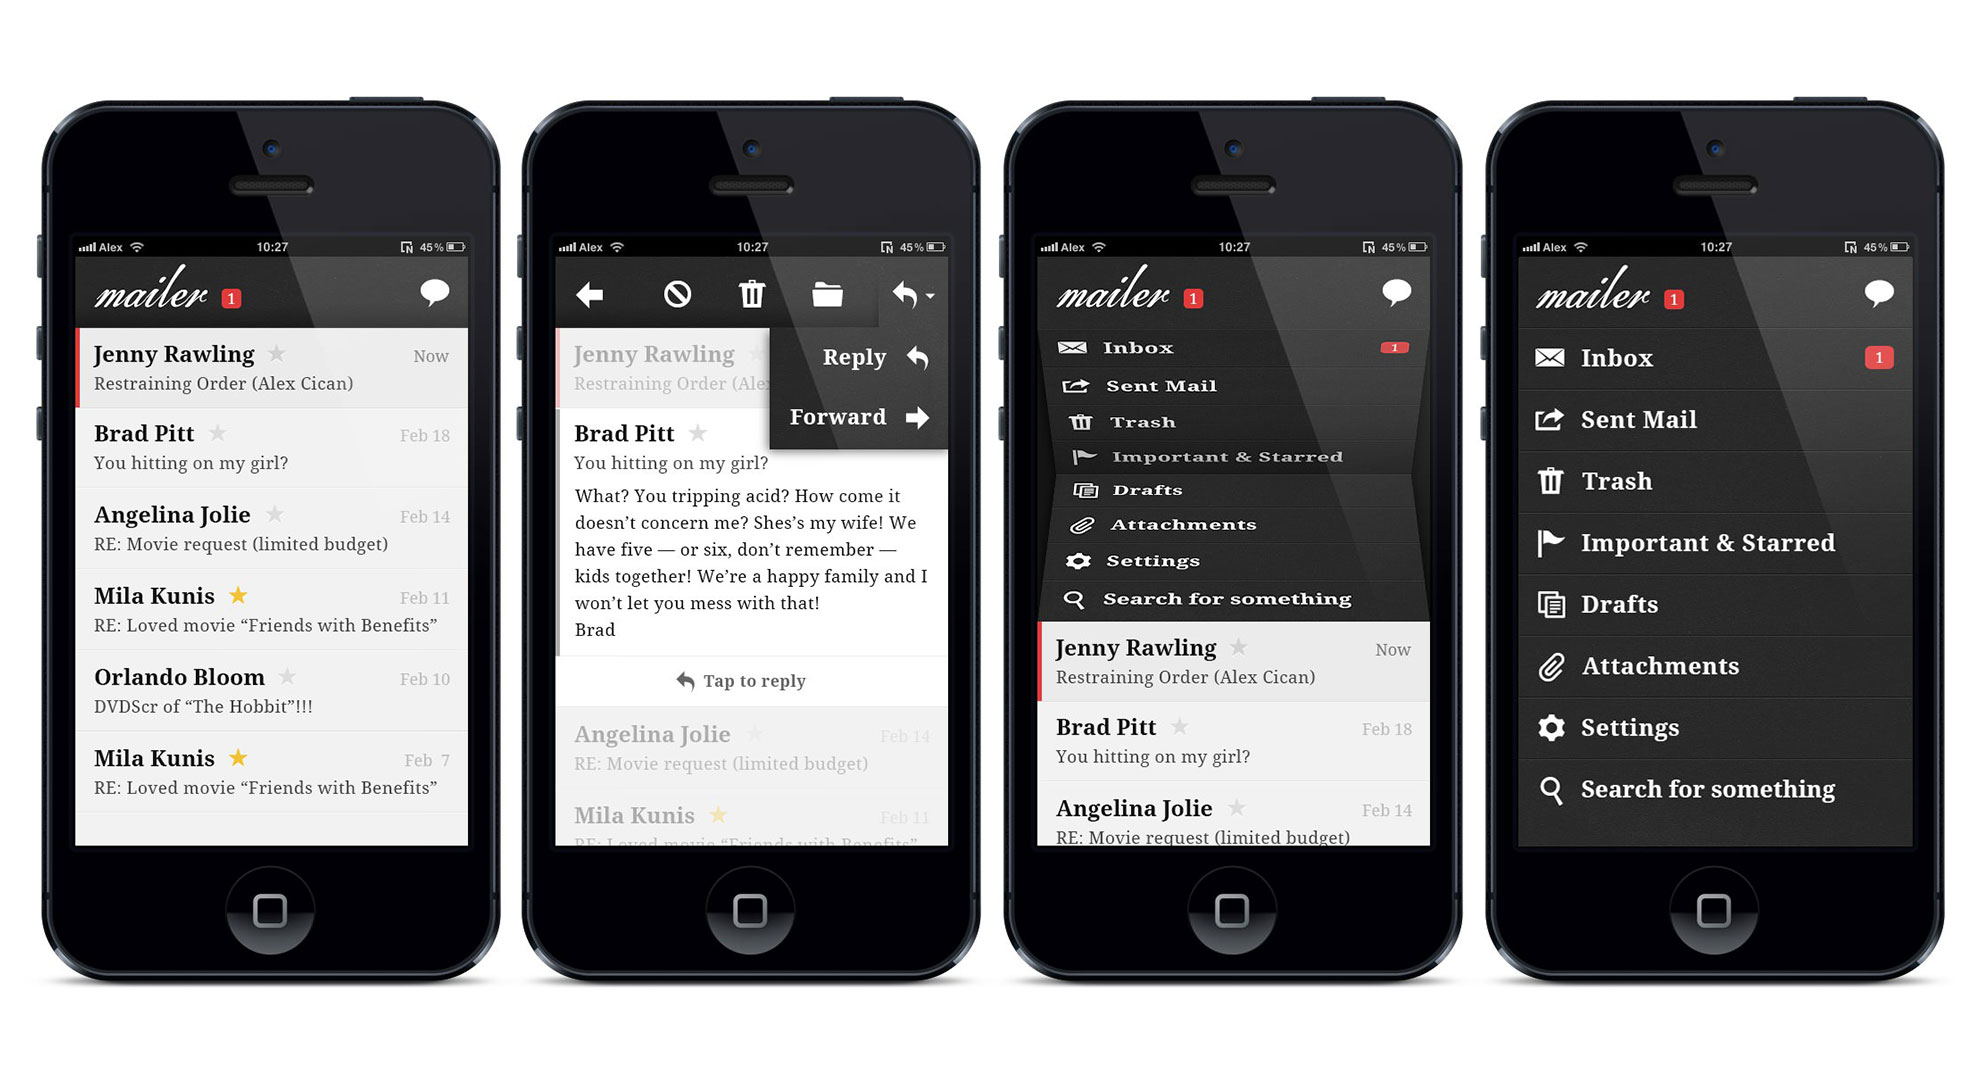 Alex 10:27 45%
mailer 1
Jenny Rawling Now
Restraining Order (Alex Cican)
Brad Pitt Feb 18
You hitting on my girl?
Angelina Jolie Feb 14
RE: Movie request (limited budget)
Mila Kunis Feb 11
RE: Loved movie “Friends with Benefits”
Orlando Bloom Feb 10
DVDScr of “The Hobbit”!!!
Mila Kunis Feb 7
RE: Loved movie “Friends with Benefits”
Alex 10:27 45%
Jenny Rawling
Restraining Order (Ale
Reply
Forward
Brad Pitt
You hitting on my girl?
What? You tripping acid? How come it
doesn’t concern me? Shes’s my wife! We
have five — or six, don’t remember —
kids together! We’re a happy family and I
won’t let you mess with that!
Brad
Tap to reply
Angelina Jolie Feb 14
RE: Movie request (limited budget)
Mila Kunis Feb 11
RE: Loved movie “Friends with Benefits”
Alex 10:27 45%
mailer 1
Inbox 1
Sent Mail
Trash
Important & Starred
Drafts
Attachments
Settings
Search for something
Jenny Rawling Now
Restraining Order (Alex Cican)
Brad Pitt Feb 18
You hitting on my girl?
Angelina Jolie Feb 14
RE: Movie request (limited budget)
Alex 10:27 45%
mailer 1
Inbox 1
Sent Mail
Trash
Important & Starred
Drafts
Attachments
Settings
Search for something